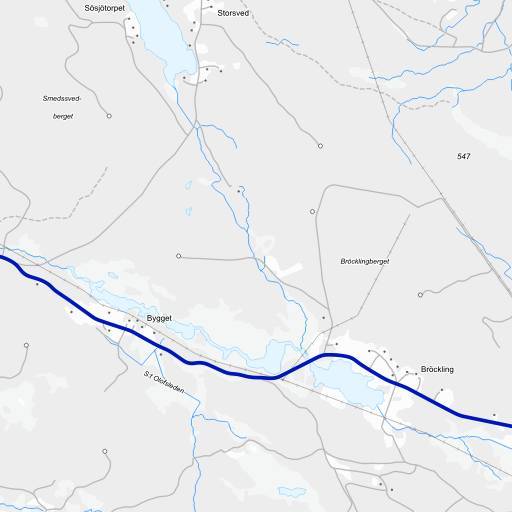 Sösjötorpet
Storsved
Smedssved-
berget
547
Bröcklingberget
Bygget
Bröckling
S:t Olofsleden